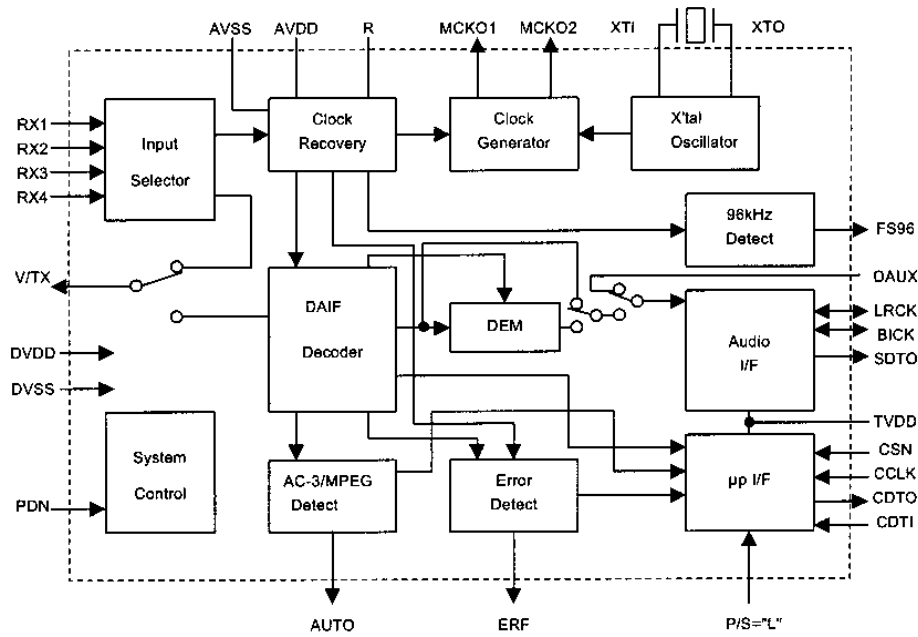 AVSS AVDD R MCKO1 MCKO2 XTI XTO
RX1
RX2
RX3
RX4
Input
Selector
Clock
Recovery
Clock
Generator
X'tal
Oscillator
96kHz
Detect
FS96
V/TX
OAUX
DAIF
Decoder
DEM
Audio
I/F
LRCK
BICK
SDTO
DVDD
DVSS
TVDD
System
Control
PDN
AC-3/MPEG
Detect
Error
Detect
µp I/F
CSN
CCLK
CDTO
CDTI
AUTO
ERF
P/S="L"